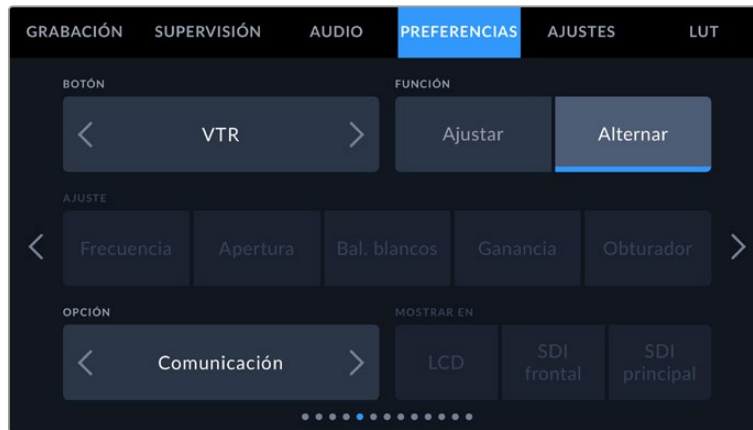 GRABACIÓN SUPERVISIÓN AUDIO PREFERENCIAS AJUSTES LUT
BOTÓN FUNCIÓN
VTR Ajustar Alternar
AJUSTE
Frecuencia Apertura Bal. blancos Ganancia Obturador
OPCIÓN MOSTRAR EN
Comunicación LCD SDI frontal SDI principal